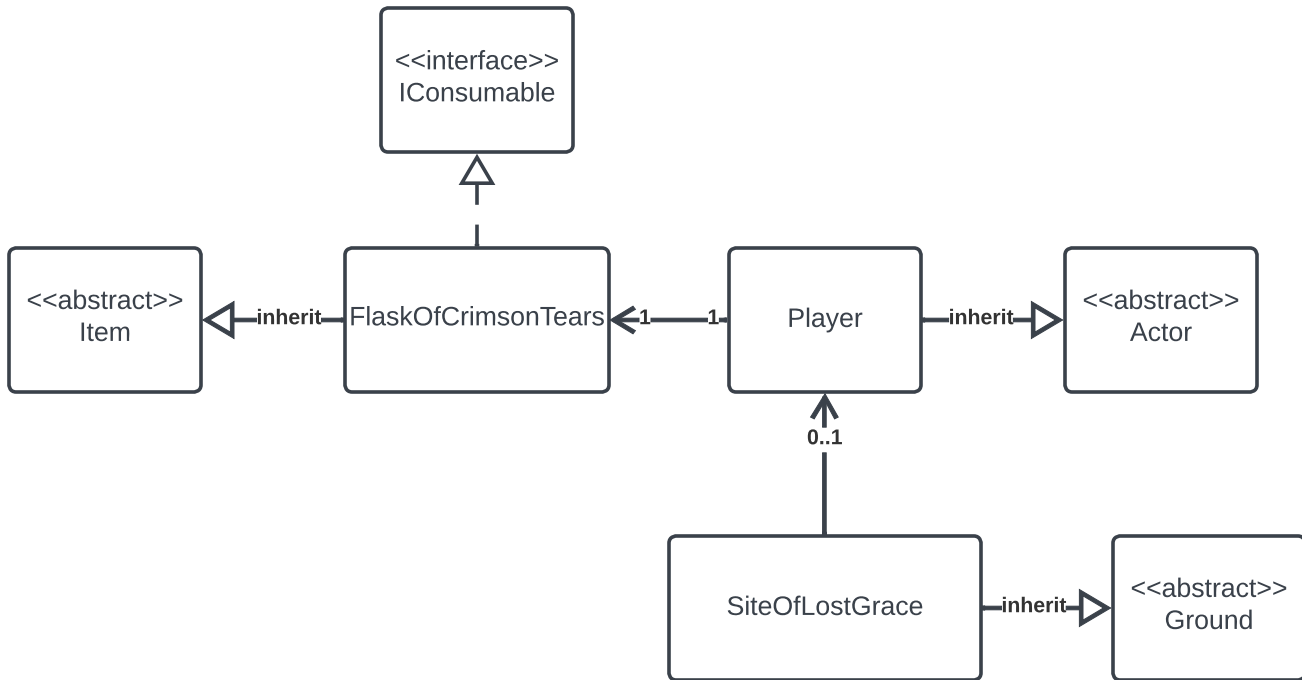 <<interface>>
IConsumable
<<abstract>>
Item
inherit
FlaskOfCrimsonTears
1
1
Player
inherit
<<abstract>>
Actor
0..1
SiteOfLostGrace
inherit
<<abstract>>
Ground